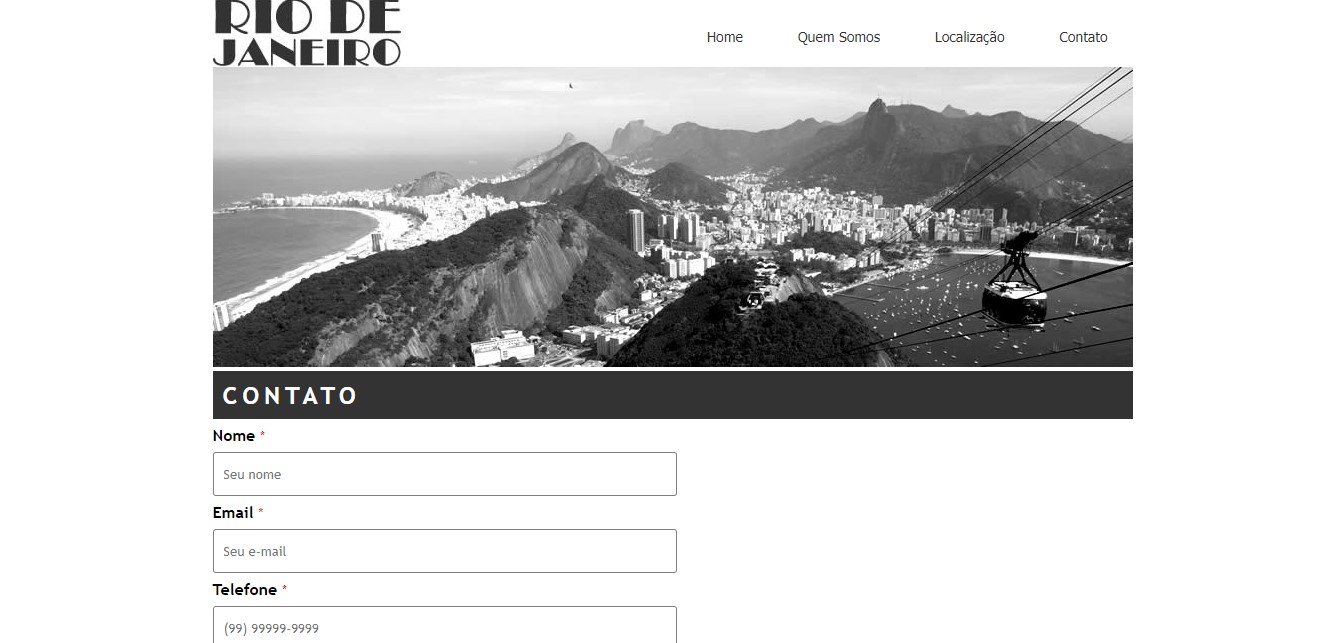 RIO DE
JANEIRO
Home Quem Somos Localização Contato
CONTATO
Nome *
Seu nome
Email *
Seu e-mail
Telefone *
(99) 99999-9999